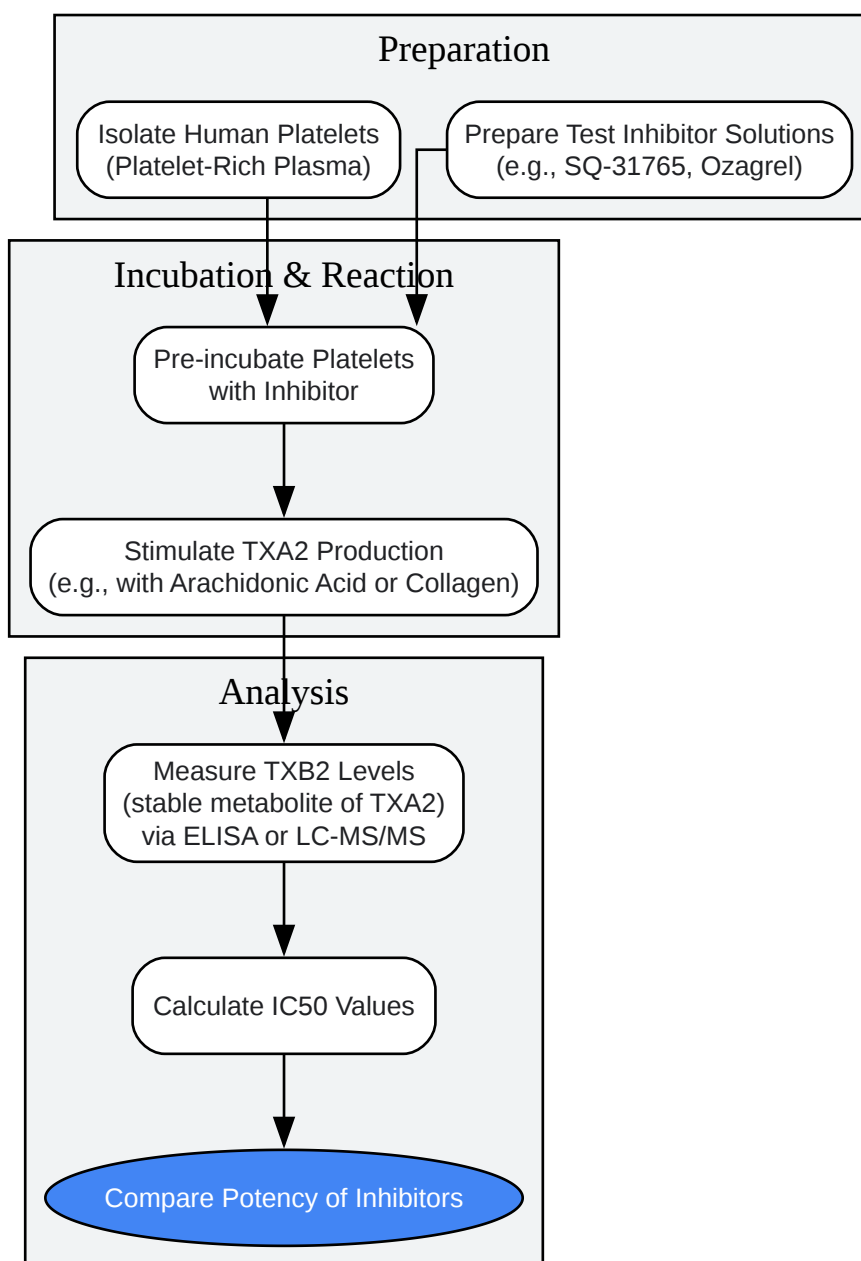 Preparation
Isolate Human Platelets
(Platelet-Rich Plasma)
Prepare Test Inhibitor Solutions
(e.g., SQ-31765, Ozagrel)
Incubation & Reaction
Pre-incubate Platelets
with Inhibitor
Stimulate TXA2 Production
(e.g., with Arachidonic Acid or Collagen)
Analysis
Measure TXB2 Levels
(stable metabolite of TXA2)
via ELISA or LC-MS/MS
Calculate IC50 Values
Compare Potency of Inhibitors